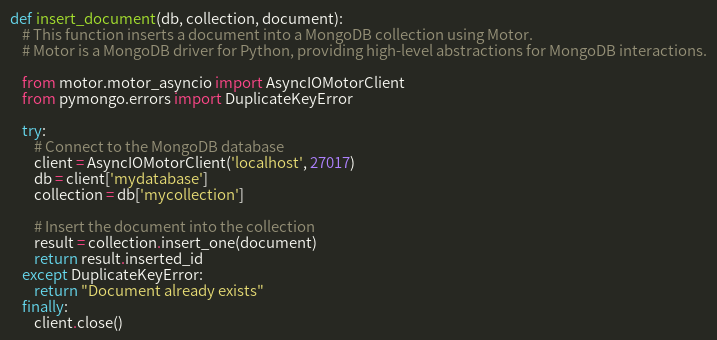 def insert_document(db, collection, document):
    # This function inserts a document into a MongoDB collection using Motor.
    # Motor is a MongoDB driver for Python, providing high-level abstractions for MongoDB interactions.

    from motor.motor_asyncio import AsyncIOMotorClient
    from pymongo.errors import DuplicateKeyError

    try:
        # Connect to the MongoDB database
        client = AsyncIOMotorClient('localhost', 27017)
        db = client['mydatabase']
        collection = db['mycollection']

        # Insert the document into the collection
        result = collection.insert_one(document)
        return result.inserted_id
    except DuplicateKeyError:
        return "Document already exists"
    finally:
        client.close()